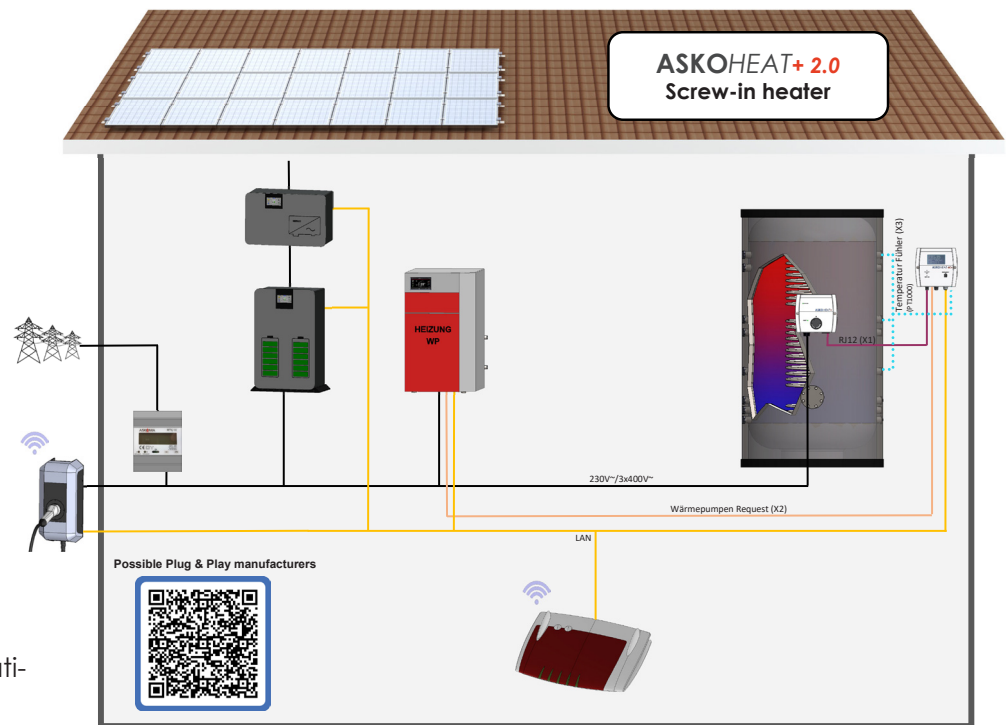 ASKOHEAT+ 2.0
Screw-in heater
Temperatur Fühler (X3)
(PT1000)
HEIZUNG
WP
RJ12 (X1)
230V~/3x400V~
Wärmepumpen Request (X2)
LAN
Possible Plug & Play manufacturers
ati-